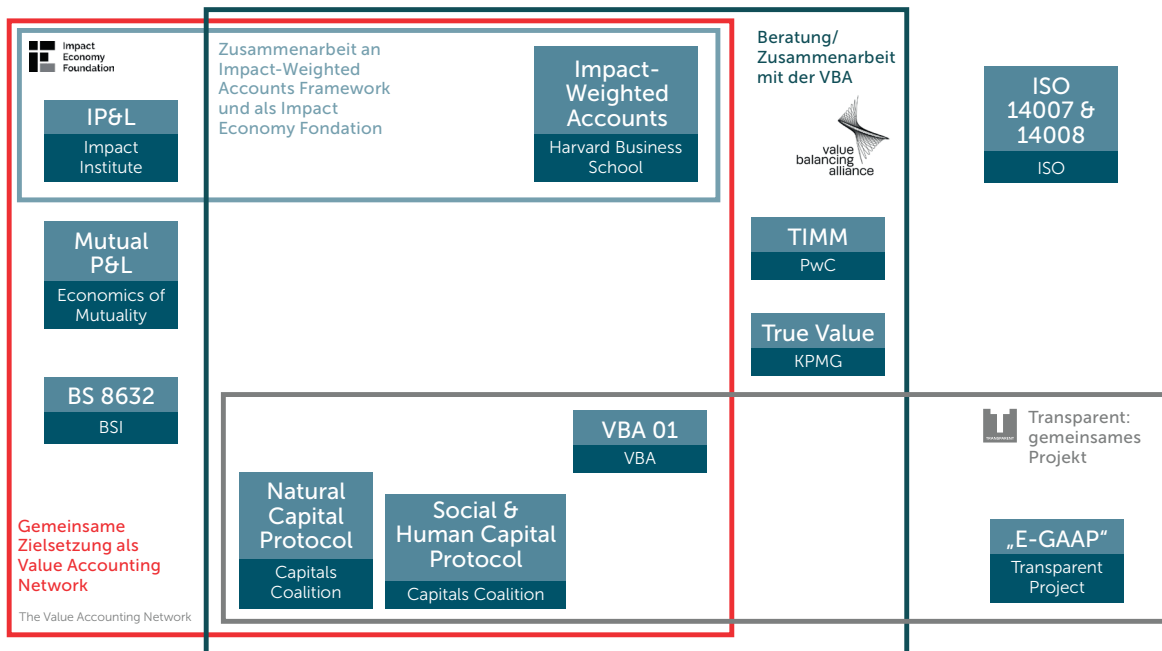 Impact
Economy
Foundation
IP&L
Impact
Institute
Zusammenarbeit an
Impact-Weighted
Accounts Framework
und als Impact
Economy Fondation
Impact-
Weighted
Accounts
Harvard Business
School
Beratung/
Zusammenarbeit
mit der VBA
value
balancing
alliance
ISO
14007 &
14008
ISO
Mutual
P&L
Economics of
Mutuality
TIMM
PwC
True Value
KPMG
BS 8632
BSI
VBA 01
VBA
TRANSPARENT
Transparent:
gemeinsames
Projekt
Natural
Capital
Protocol
Capitals
Coalition
Social &
Human Capital
Protocol
Capitals Coalition
„E-GAAP“
Transparent
Project
Gemeinsame
Zielsetzung als
Value Accounting
Network
The Value Accounting Network